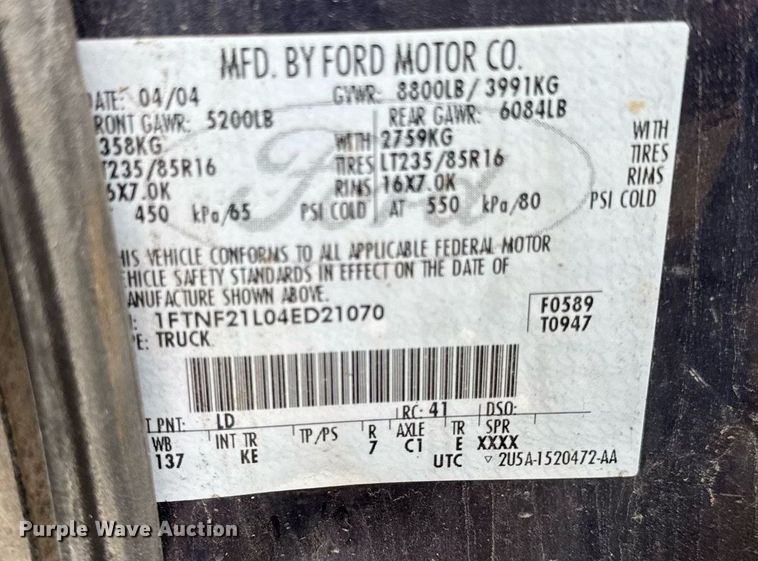 MFD. BY FORD MOTOR CO.
DATE: 04/04 GVWR: 8800LB/ 3991KG
RONT GAWR: 5200LB REAR GAWR: 6084LB
358KG WITH 2759KG WITH
T235/85R16 TIRES LT235/85R16 TIRES
6X7.0K RIMS 16X7.0K RIMS
450 kPa/65 PSI COLD AT 550 kPa/80 PSI COLD
Ford
HIS VEHICLE CONFORMS TO ALL APPLICABLE FEDERAL MOTOR
EHICLE SAFETY STANDARDS IN EFFECT ON THE DATE OF
ANUFACTURE SHOWN ABOVE.
: 1FTNF21L04ED21070 F0589
E: TRUCK T0947
T PNT: LD RC: 41 DSO:
WB INT TR TP/PS R AXLE TR SPR
137 KE 7 C1 E XXXX
UTC ▽ 2U5A-1520472-AA
Purple Wave Auction